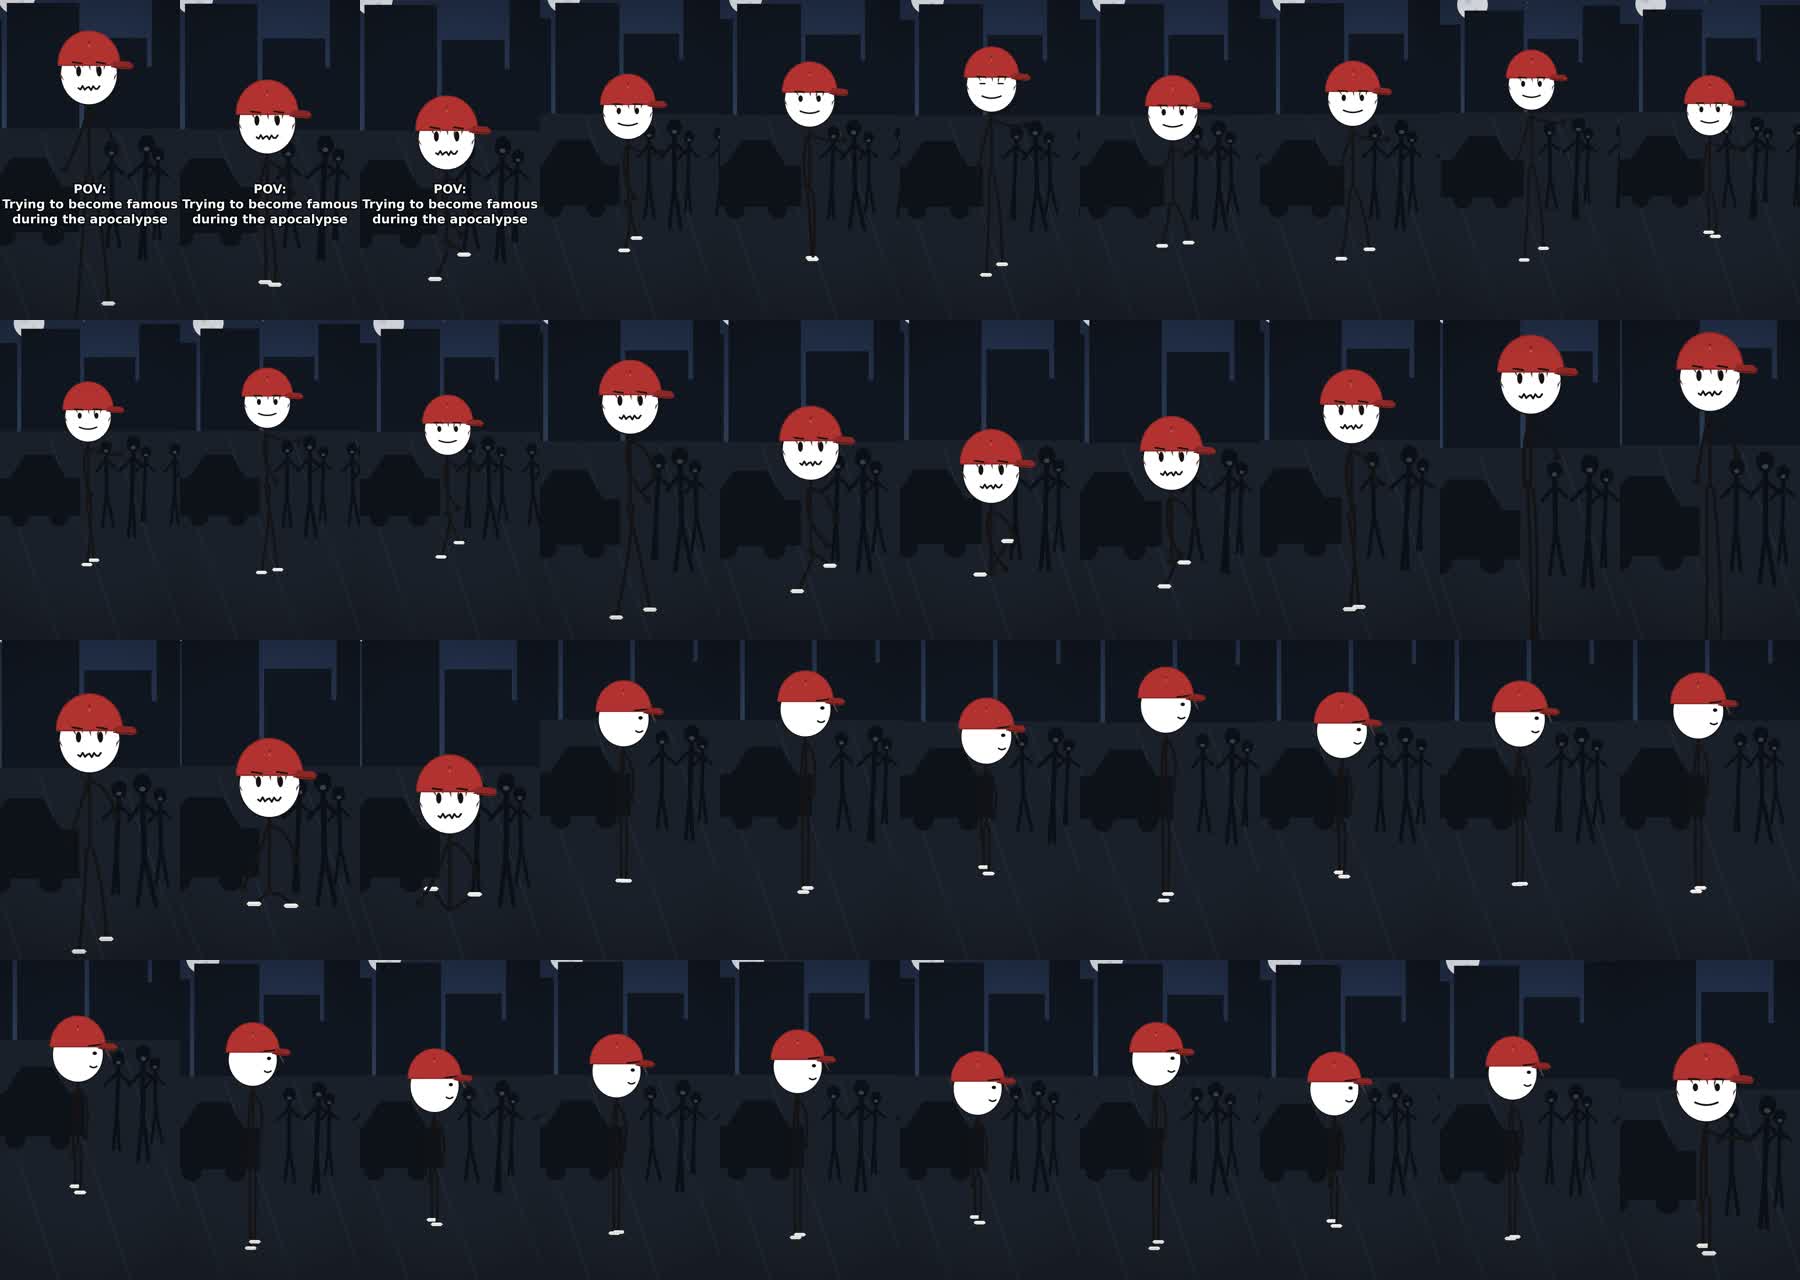 POV:
Trying to become famous
during the apocalypse
POV:
Trying to become famous
during the apocalypse
POV:
Trying to become famous
during the apocalypse